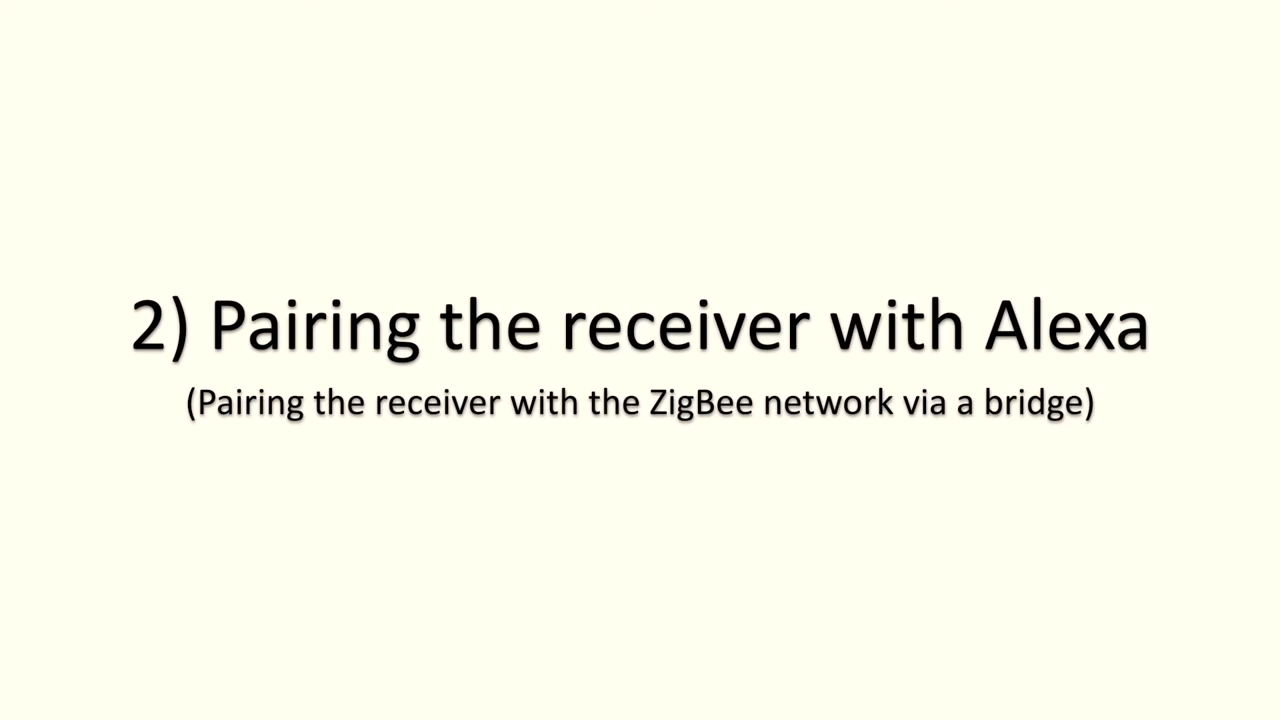 2) Pairing the receiver with Alexa
(Pairing the receiver with the ZigBee network via a bridge)